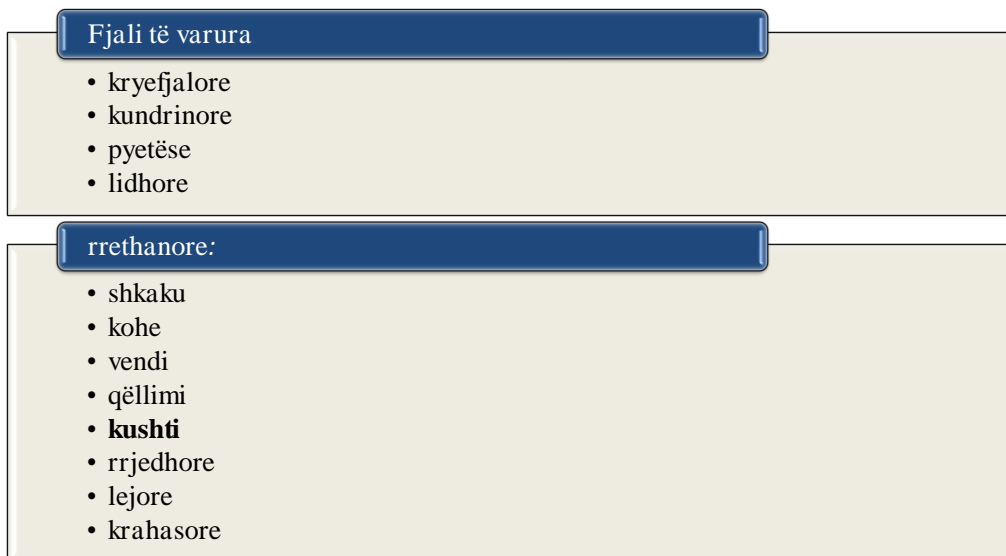 Fjali të varura
• kryefjalore
• kundrinore
• pyetëse
• lidhore
rrethanore:
• shkaku
• kohe
• vendi
• qëllimi
• kushti
• rrjedhore
• lejore
• krahasore